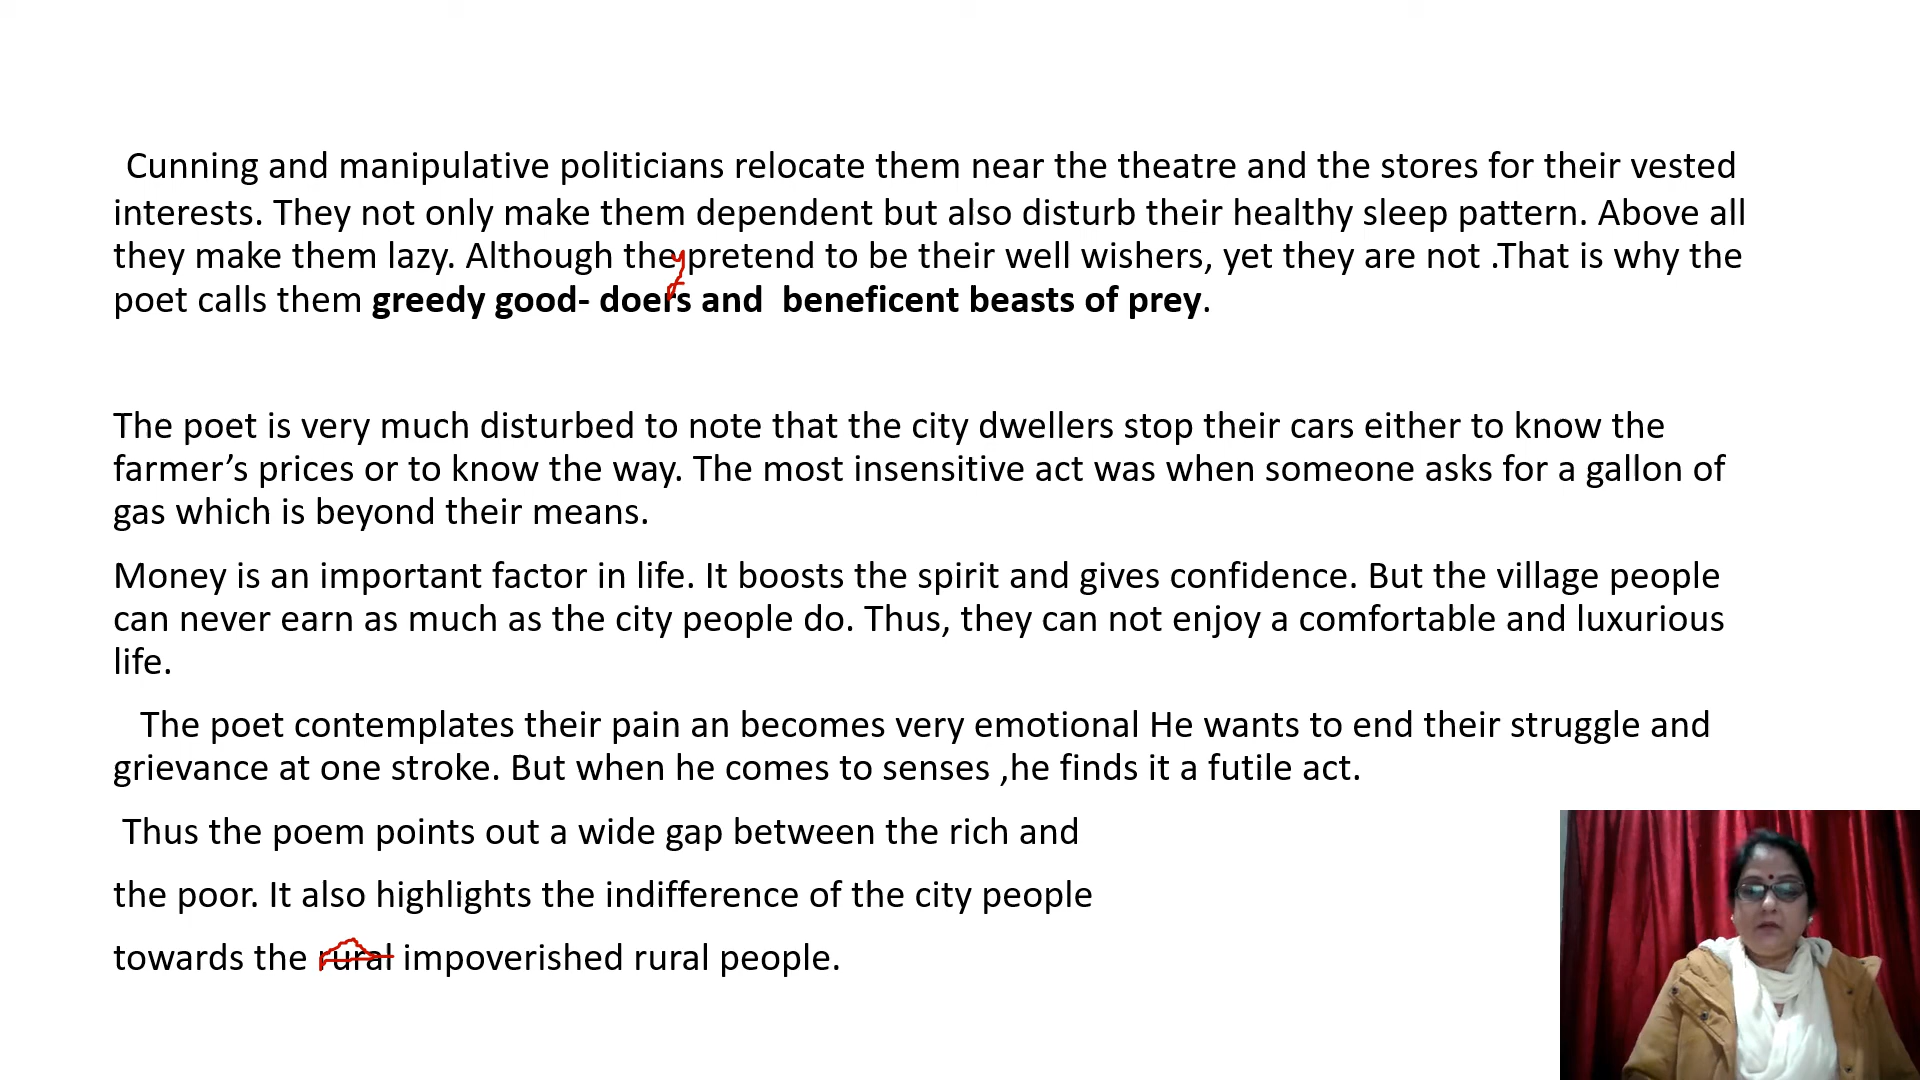 Cunning and manipulative politicians relocate them near the theatre and the stores for their vested
interests. They not only make them dependent but also disturb their healthy sleep pattern. Above all
they make them lazy. Although they pretend to be their well wishers, yet they are not .That is why the
poet calls them greedy good- doers and beneficent beasts of prey.
The poet is very much disturbed to note that the city dwellers stop their cars either to know the
farmer’s prices or to know the way. The most insensitive act was when someone asks for a gallon of
gas which is beyond their means.
Money is an important factor in life. It boosts the spirit and gives confidence. But the village people
can never earn as much as the city people do. Thus, they can not enjoy a comfortable and luxurious
life.
The poet contemplates their pain an becomes very emotional He wants to end their struggle and
grievance at one stroke. But when he comes to senses ,he finds it a futile act.
Thus the poem points out a wide gap between the rich and
the poor. It also highlights the indifference of the city people
towards the rural impoverished rural people.